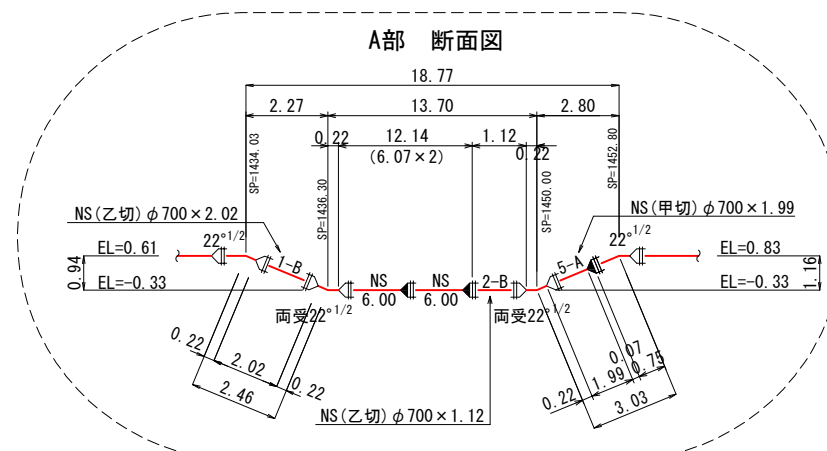 A部 断面図
18.77
2.27
13.70
2.80
0.22
12.14
1.12
0.22
(6.07×2)
SP=1434.03
SP=1436.30
SP=1450.00
SP=1452.80
NS(乙切)φ700×2.02
NS(甲切)φ700×1.99
22°1/2
22°1/2
EL=0.61
EL=0.83
1-B
5-A
0.94
1.16
EL=-0.33
EL=-0.33
NS
NS
2-B
6.00
6.00
両受22°1/2
両受22°1/2
0.22
2.02
0.22
2.46
0.07
0.75
1.99
0.22
3.03
NS(乙切)φ700×1.12